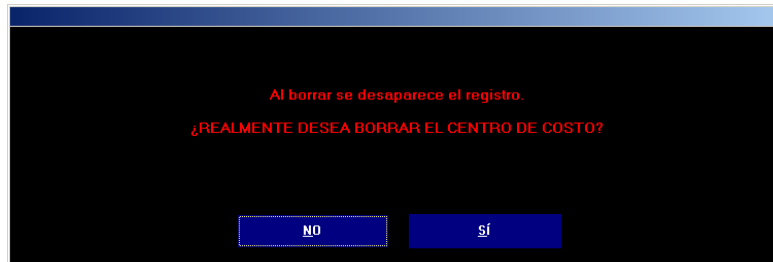 Al borrar se desaparece el registro.
¿REALMENTE DESEA BORRAR EL CENTRO DE COSTO?
NO SÍ